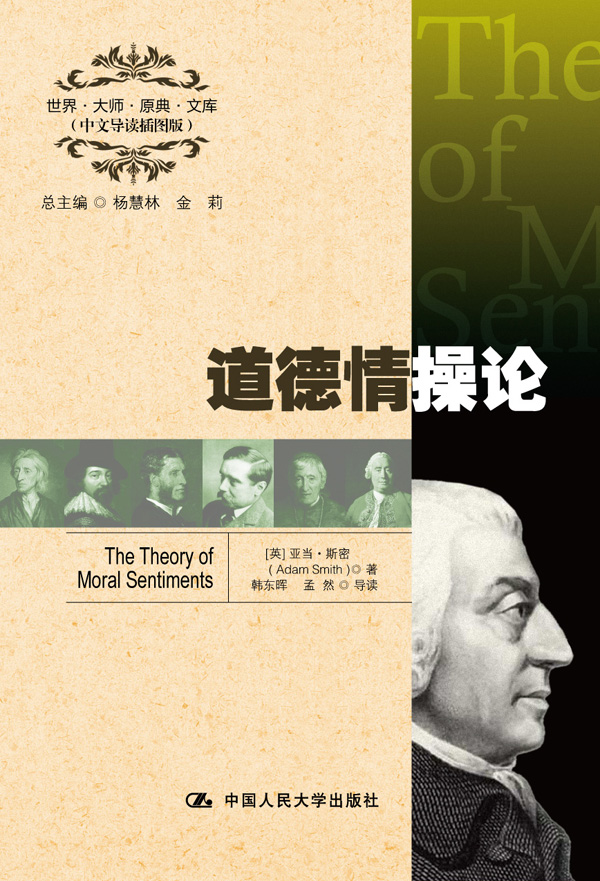 世界·大师·原典·文库
（中文导读插图版）
总主编 ◎ 杨慧林 金 莉
The
of
M
Sen
道德情操论
The Theory of
Moral Sentiments
[英] 亚当·斯密
( Adam Smith )◎ 著
韩东晖 孟 然 ◎ 导读
中国人民大学出版社